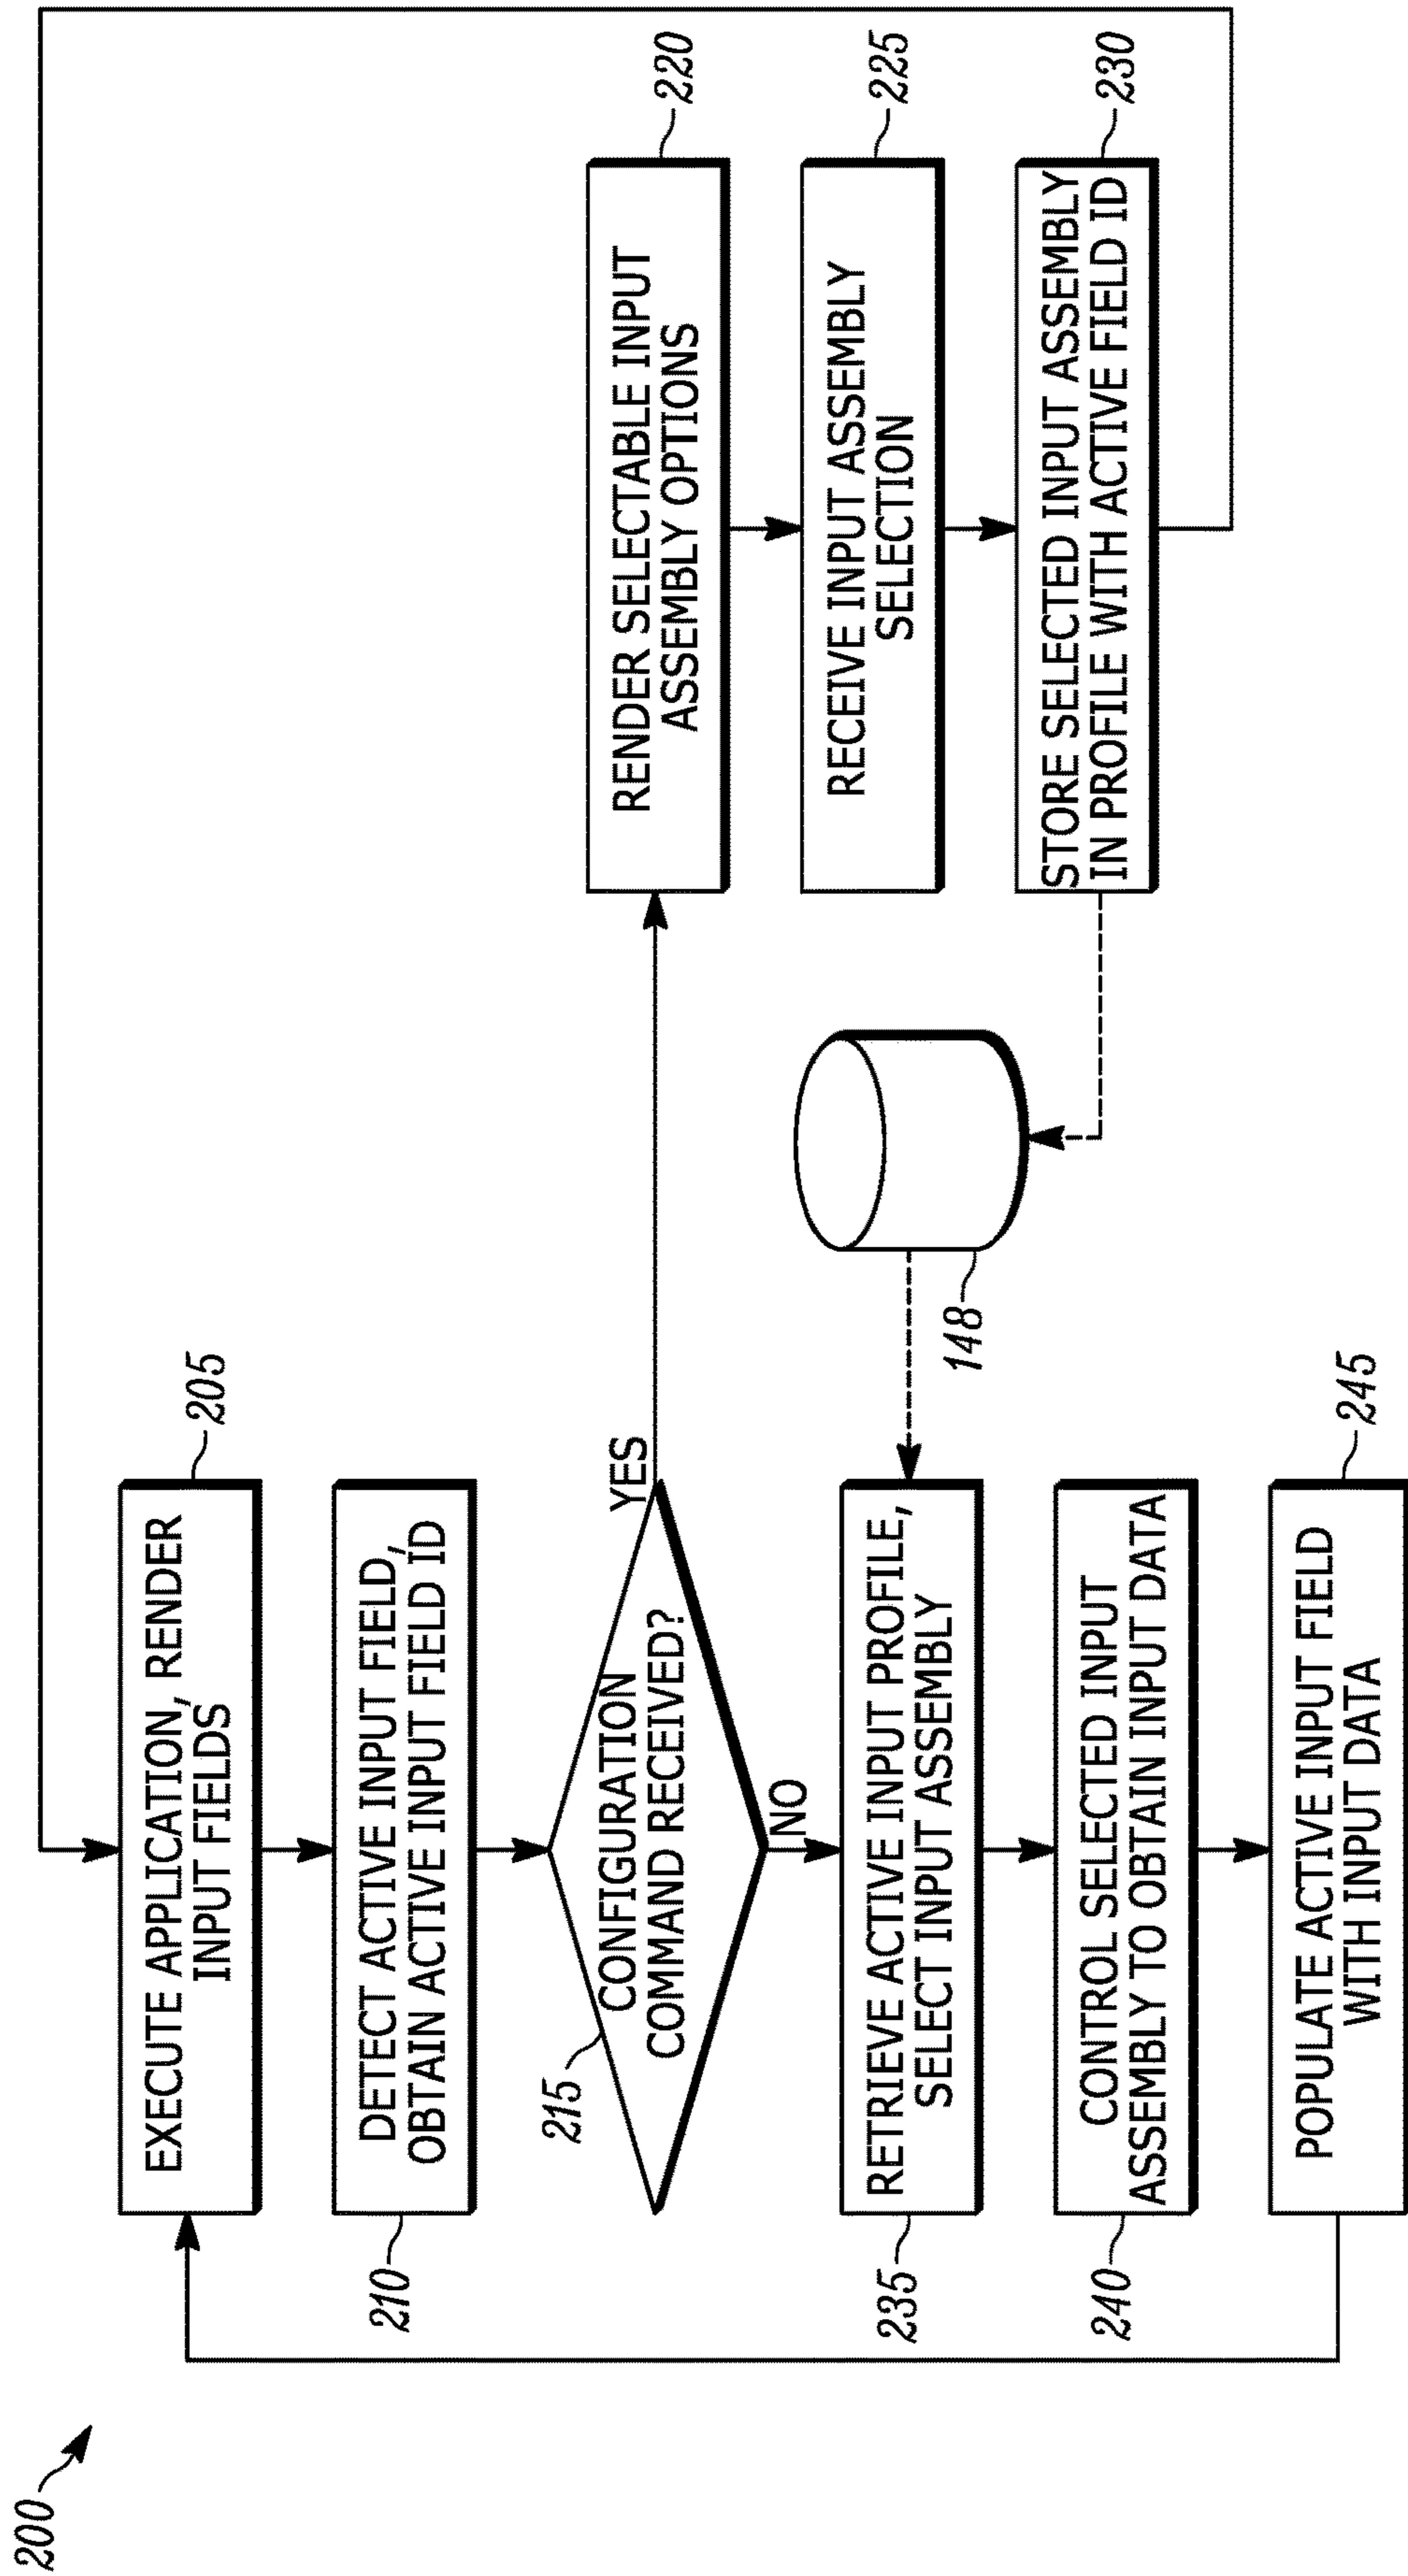 200
EXECUTE APPLICATION, RENDER
INPUT FIELDS
205
DETECT ACTIVE INPUT FIELD,
OBTAIN ACTIVE INPUT FIELD ID
210
215
CONFIGURATION
COMMAND RECEIVED?
YES
NO
RENDER SELECTABLE INPUT
ASSEMBLY OPTIONS
220
RECEIVE INPUT ASSEMBLY
SELECTION
225
STORE SELECTED INPUT ASSEMBLY
IN PROFILE WITH ACTIVE FIELD ID
230
148
RETRIEVE ACTIVE INPUT PROFILE,
SELECT INPUT ASSEMBLY
235
CONTROL SELECTED INPUT
ASSEMBLY TO OBTAIN INPUT DATA
240
POPULATE ACTIVE INPUT FIELD
WITH INPUT DATA
245